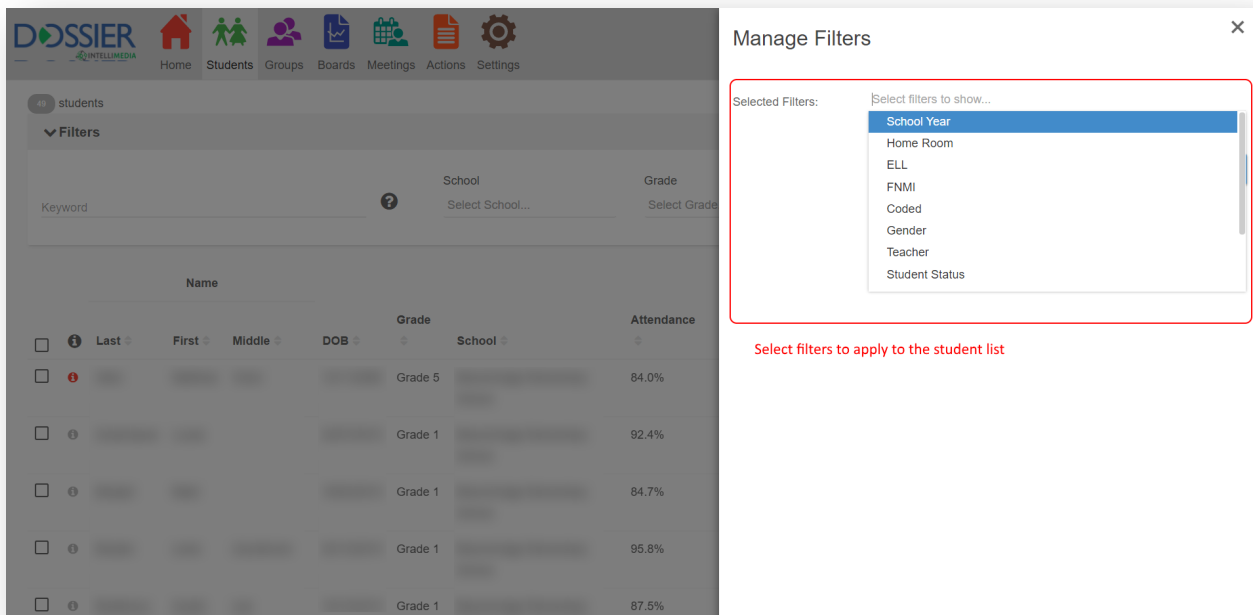 DOSSIER
INTELLIMEDIA
Home Students Groups Boards Meetings Actions Settings
49 students
Filters
Keyword
School
Select School...
Grade
Select Grade
Name
Last First Middle DOB Grade School Attendance
Grade 5 84.0%
Grade 1 92.4%
Grade 1 84.7%
Grade 1 95.8%
Grade 1 87.5%
Manage Filters
Selected Filters: Select filters to show...
School Year
Home Room
ELL
FNMI
Coded
Gender
Teacher
Student Status
Select filters to apply to the student list